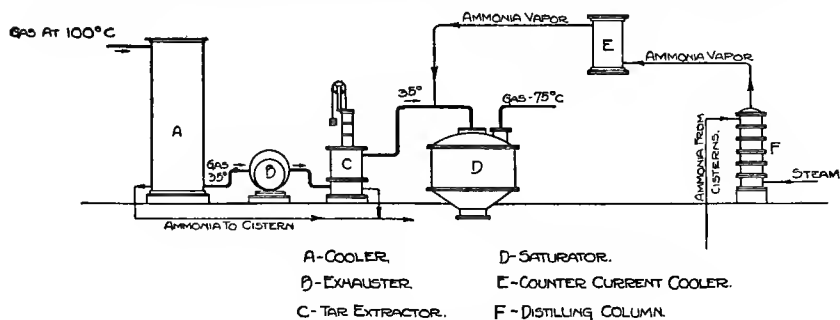 GAS AT 100°C
AMMONIA VAPOR
AMMONIA VAPOR
E
35°
GAS-75°C
A
GAS
35°
B
C
D
F
AMMONIA FROM
CISTERNS.
STEAM
AMMONIA TO CISTERN
A-COOLER,
B-EXHAUSTER,
C-TAR EXTRACTOR.
D-SATURATOR.
E-COUNTER CURRENT COOLER.
F-DISTILLING COLUMN.